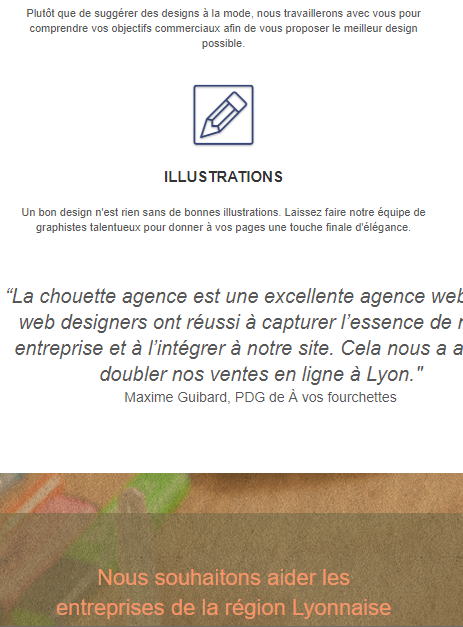 Plutôt que de suggérer des designs à la mode, nous travaillerons avec vous pour
comprendre vos objectifs commerciaux afin de vous proposer le meilleur design
possible.
ILLUSTRATIONS
Un bon design n'est rien sans de bonnes illustrations. Laissez faire notre équipe de
graphistes talentueux pour donner à vos pages une touche finale d'élégance.
“La chouette agence est une excellente agence web
web designers ont réussi à capturer l’essence de
entreprise et à l’intégrer à notre site. Cela nous a a
doubler nos ventes en ligne à Lyon."
Maxime Guibard, PDG de À vos fourchettes
Nous souhaitons aider les
entreprises de la région Lyonnaise